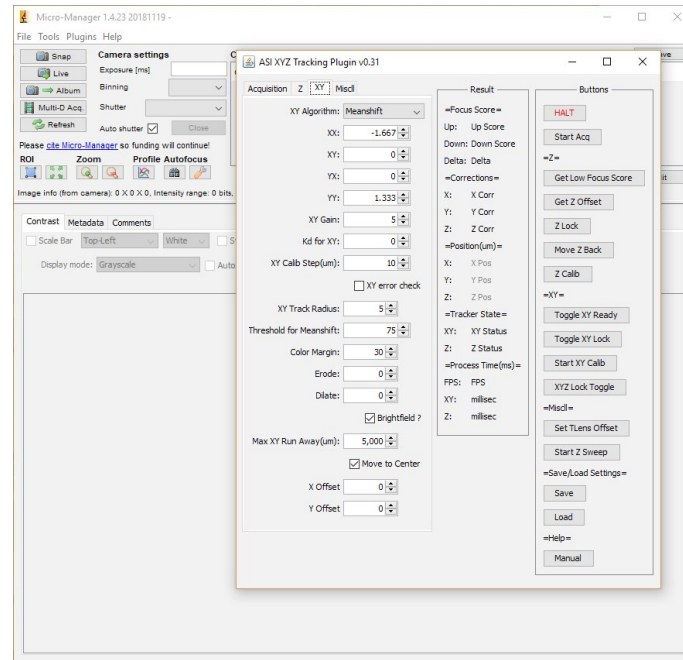 Micro-Manager 1.4.23 20181119 -
File Tools Plugins Help
Snap
Live
Album
Multi-D Acq.
Refresh
Camera settings
Exposure [ms]
Binning
Shutter
Auto shutter
Close
Please cite Micro-Manager so funding will continue!
ROI Zoom Profile Autofocus
Image info (from camera): 0 X 0 X 0, Intensity range: 0 bits,
Contrast Metadata Comments
Scale Bar Top-Left White
Display mode: Grayscale Auto
ASI XYZ Tracking Plugin v0.31
Acquisition Z XY Miscll
XY Algorithm: Meanshift
XX: -1.667
XY: 0
YX: 0
YY: 1.333
XY Gain: 5
Kd for XY: 0
XY Calib Step(um): 10
XY error check
XY Track Radius: 5
Threshold for Meanshift: 75
Color Margin: 30
Erode: 0
Dilate: 0
Brightfield ?
Max XY Run Away(um): 5,000
Move to Center
X Offset 0
Y Offset 0
Result
=Focus Score=
Up: Up Score
Down: Down Score
Delta: Delta
=Corrections=
X: X Corr
Y: Y Corr
Z: Z Corr
=Position(um)=
X: X Pos
Y: Y Pos
Z: Z Pos
=Tracker State=
XY: XY Status
Z: Z Status
=Process Time(ms)=
FPS: FPS
XY: millisec
Z: millisec
Buttons
HALT
Start Acq
=Z=
Get Low Focus Score
Get Z Offset
Z Lock
Move Z Back
Z Calib
=XY=
Toggle XY Ready
Toggle XY Lock
Start XY Calib
XYZ Lock Toggle
=Miscll=
Set TLens Offset
Start Z Sweep
=Save/Load Settings=
Save
Load
=Help=
Manual